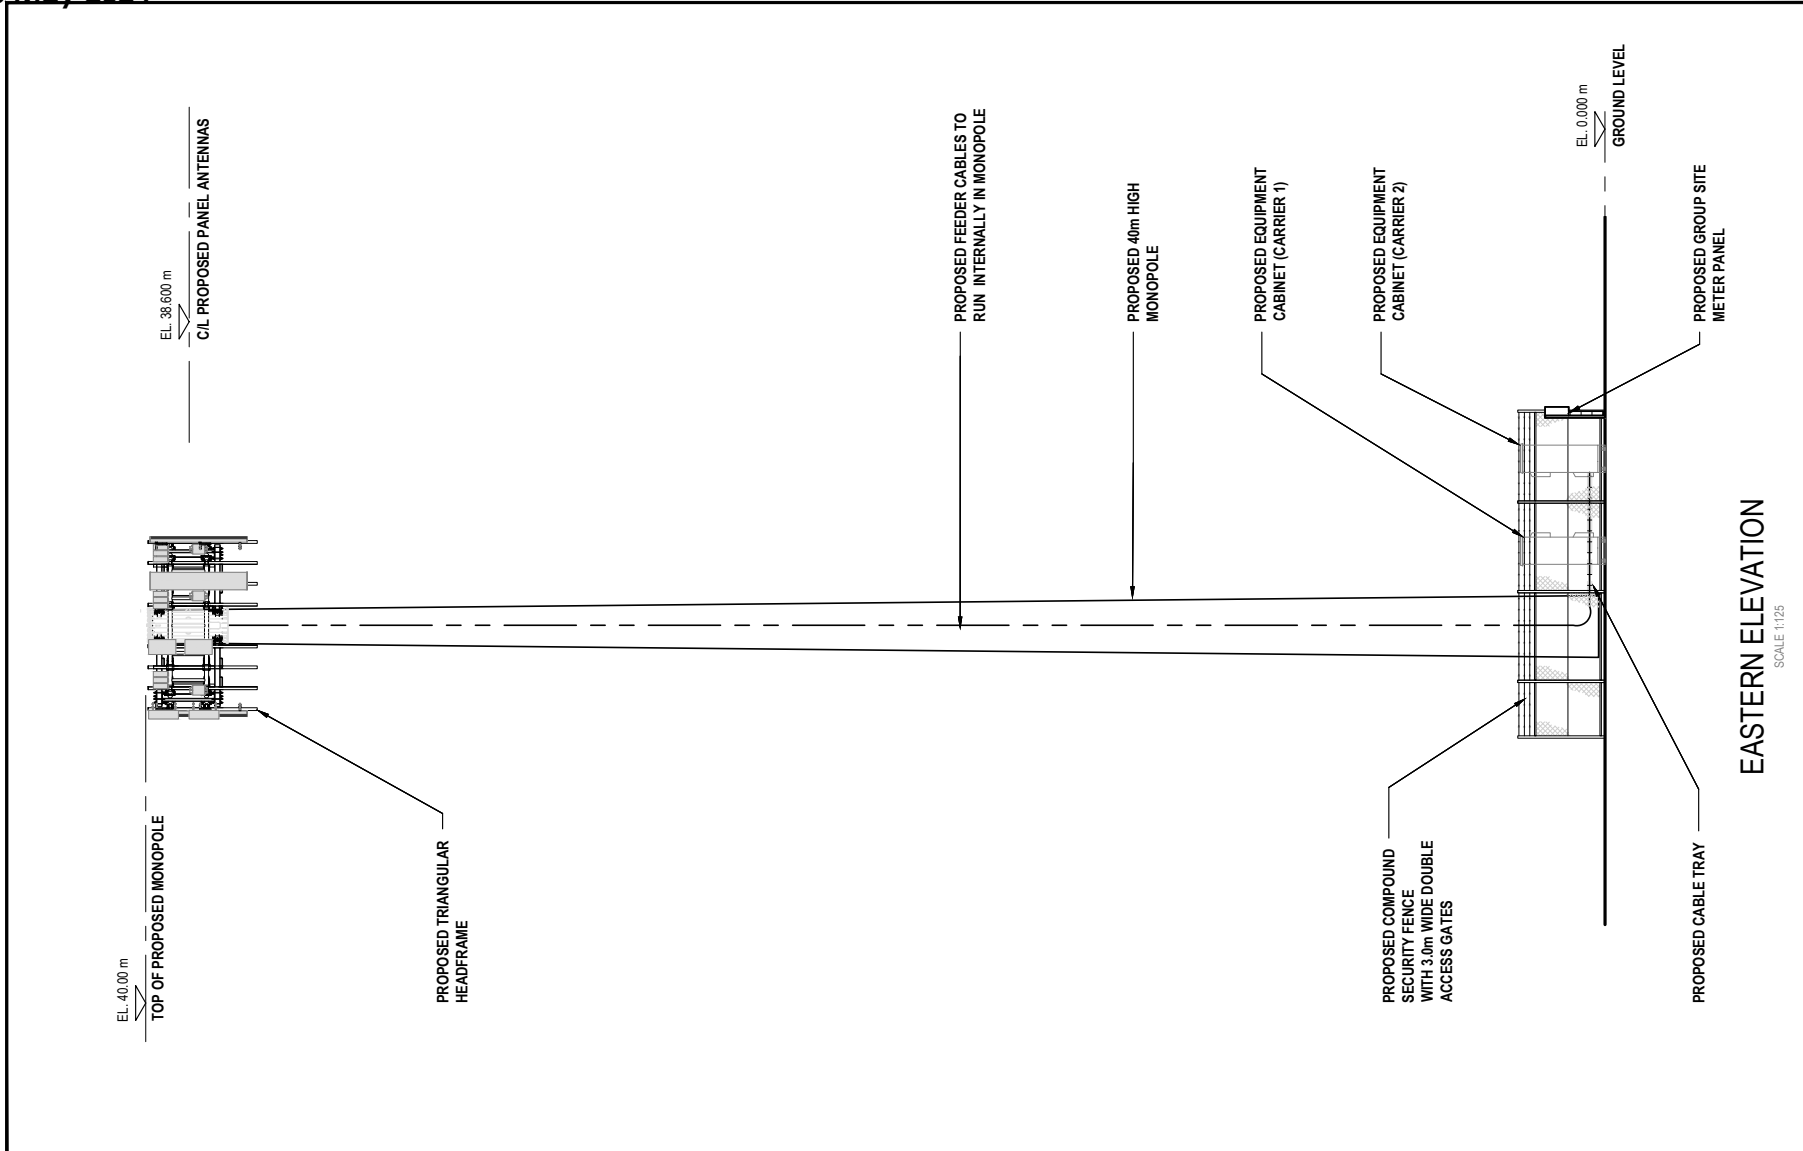 EL. 40.00 m
TOP OF PROPOSED MONOPOLE
EL. 38.600 m
C/L PROPOSED PANEL ANTENNAS
PROPOSED TRIANGULAR
HEADFRAME
PROPOSED FEEDER CABLES TO
RUN INTERNALLY IN MONOPOLE
PROPOSED 40m HIGH
MONOPOLE
PROPOSED EQUIPMENT
CABINET (CARRIER 1)
PROPOSED EQUIPMENT
CABINET (CARRIER 2)
PROPOSED COMPOUND
SECURITY FENCE
WITH 3.0m WIDE DOUBLE
ACCESS GATES
EL. 0.000 m
GROUND LEVEL
PROPOSED GROUP SITE
METER PANEL
PROPOSED CABLE TRAY
EASTERN ELEVATION
SCALE 1:125